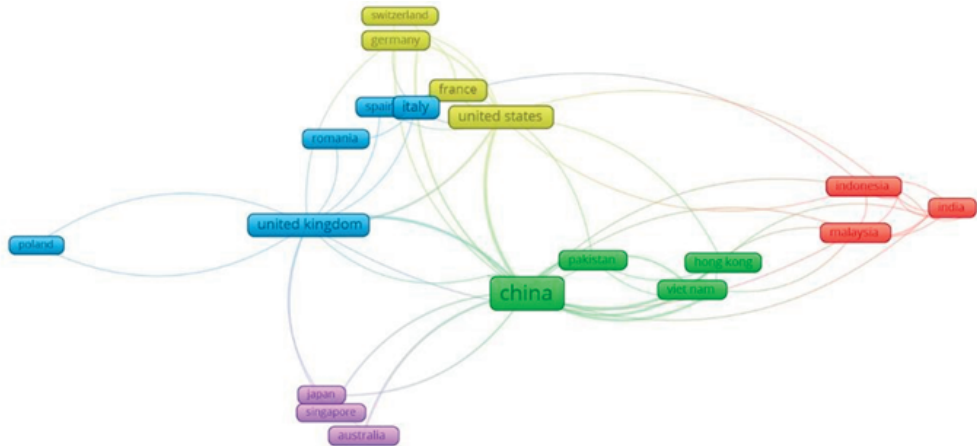 switzerland
germany
france
spain
italy
united states
romania
indonesia
india
united kingdom
malaysia
poland
pakistan
hong kong
china
viet nam
japan
singapore
australia